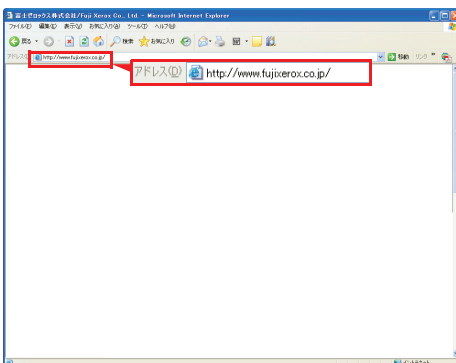 富士ゼロックス株式会社/Fuji Xerox Co., Ltd. - Microsoft Internet Explorer
ファイル(F) 編集(E) 表示(V) お気に入り(A) ツール(T) ヘルプ(H)
戻る 検索 お気に入り
アドレス(D) http://www.fujixerox.co.jp/ 移動 リンク
アドレス(D) http://www.fujixerox.co.jp/
イントラネット